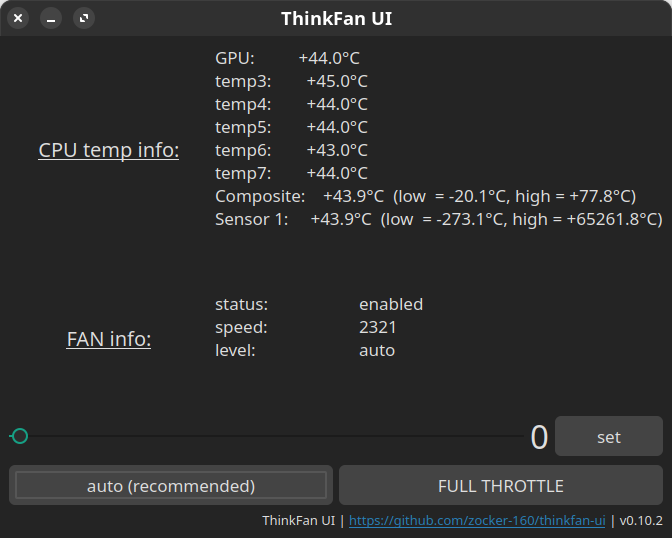 ThinkFan UI
CPU temp info:
GPU: +44.0°C
temp3: +45.0°C
temp4: +44.0°C
temp5: +44.0°C
temp6: +43.0°C
temp7: +44.0°C
Composite: +43.9°C (low = -20.1°C, high = +77.8°C)
Sensor 1: +43.9°C (low = -273.1°C, high = +65261.8°C)
FAN info:
status: enabled
speed: 2321
level: auto
0 set
auto (recommended) FULL THROTTLE
ThinkFan UI | https://github.com/zocker-160/thinkfan-ui | v0.10.2